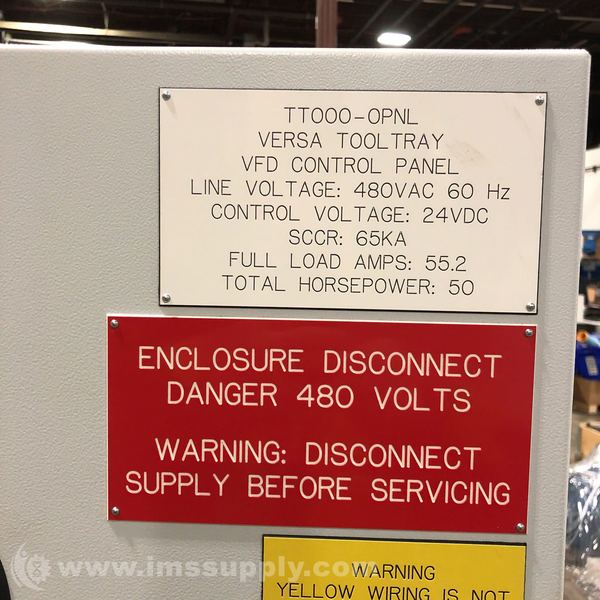 TT000-OPNL
VERSA TOOLTRAY
VFD CONTROL PANEL
LINE VOLTAGE: 480VAC 60 Hz
CONTROL VOLTAGE: 24VDC
SCCR: 65KA
FULL LOAD AMPS: 55.2
TOTAL HORSEPOWER: 50
ENCLOSURE DISCONNECT
DANGER 480 VOLTS
WARNING: DISCONNECT
SUPPLY BEFORE SERVICING
WARNING
YELLOW WIRING IS NOT
www.imssupply.com